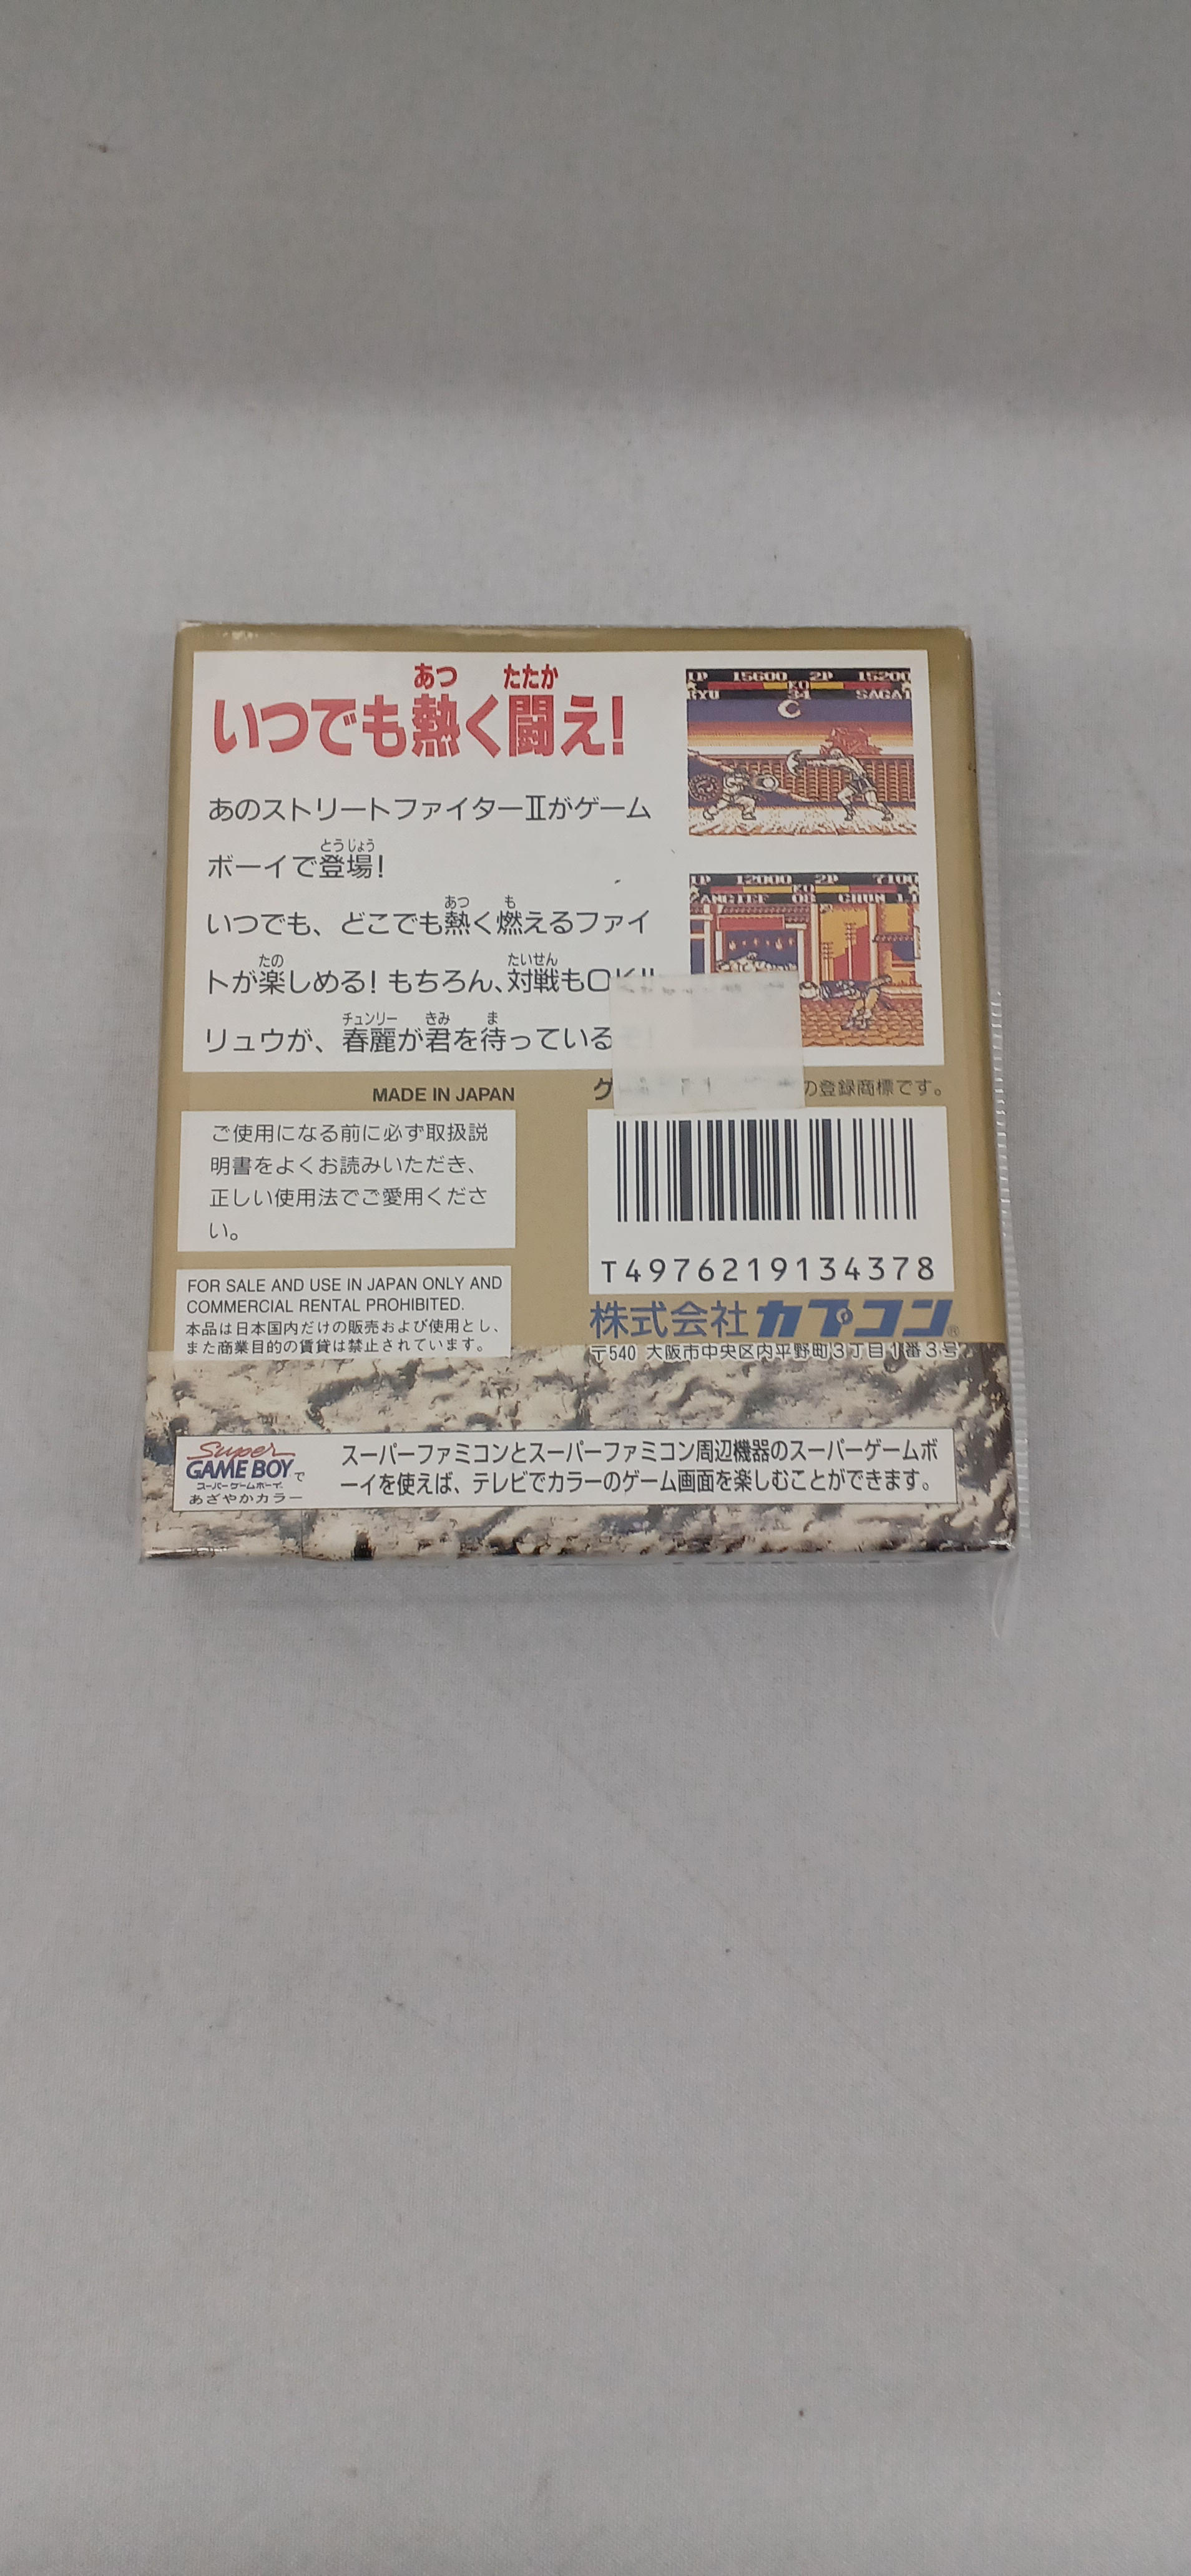 いつでも熱く闘え!
あつ たたか
あのストリートファイターⅡがゲーム
ボーイで登場!
とうじょう
いつでも、どこでも熱く燃えるファイ
あつ も
トが楽しめる!もちろん、対戦もOK!!
たの たいせん
リュウが、春麗が君を待っている
チュンリー きみ ま
1P 15600 2P 15200
KO
RYU 34 SAGAT
1P 12000 2P 7100
KO
ZANGIEF 08 CHUN LI
MADE IN JAPAN
の登録商標です。
ご使用になる前に必ず取扱説
明書をよくお読みいただき、
正しい使用法でご愛用くださ
い。
T4976219134378
FOR SALE AND USE IN JAPAN ONLY AND
COMMERCIAL RENTAL PROHIBITED.
本品は日本国内だけの販売および使用とし、
また商業目的の賃貸は禁止されています。
株式会社カプコン®
〒540 大阪市中央区内平野町3丁目1番3号
Super
GAME BOYで
スーパーゲームボーイ
あざやかカラー
スーパーファミコンとスーパーファミコン周辺機器のスーパーゲームボ
ーイを使えば、テレビでカラーのゲーム画面を楽しむことができます。